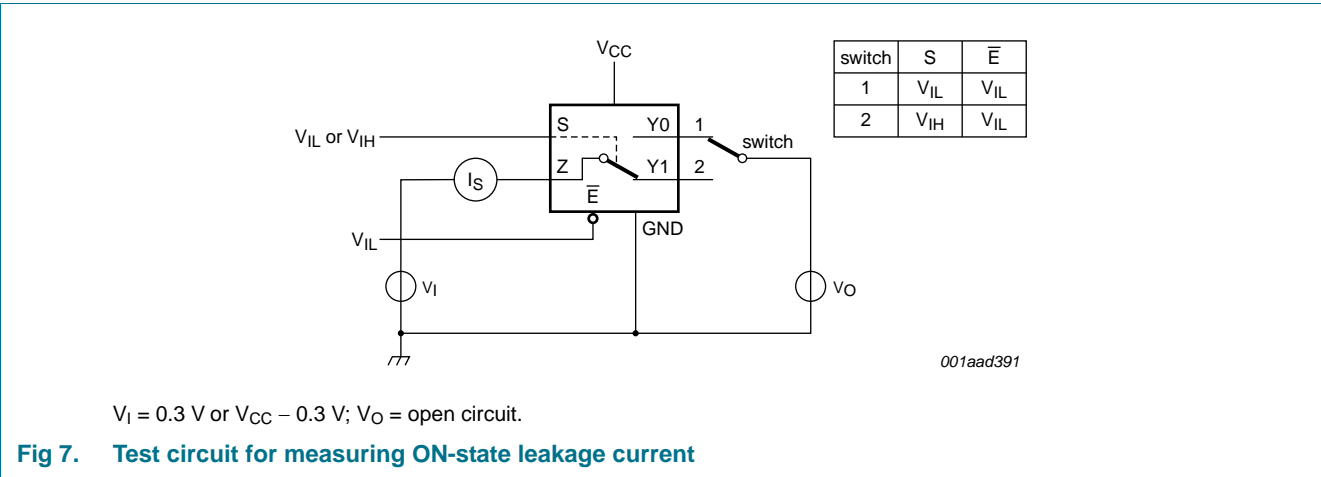 VCC
switch S E̅
1 VIL VIL
2 VIH VIL
VIL or VIH
S Y0 1
switch
IS
Z Y1 2
E̅
GND
VIL
VI
VO
001aad391
VI = 0.3 V or VCC − 0.3 V; VO = open circuit.
Fig 7. Test circuit for measuring ON-state leakage current